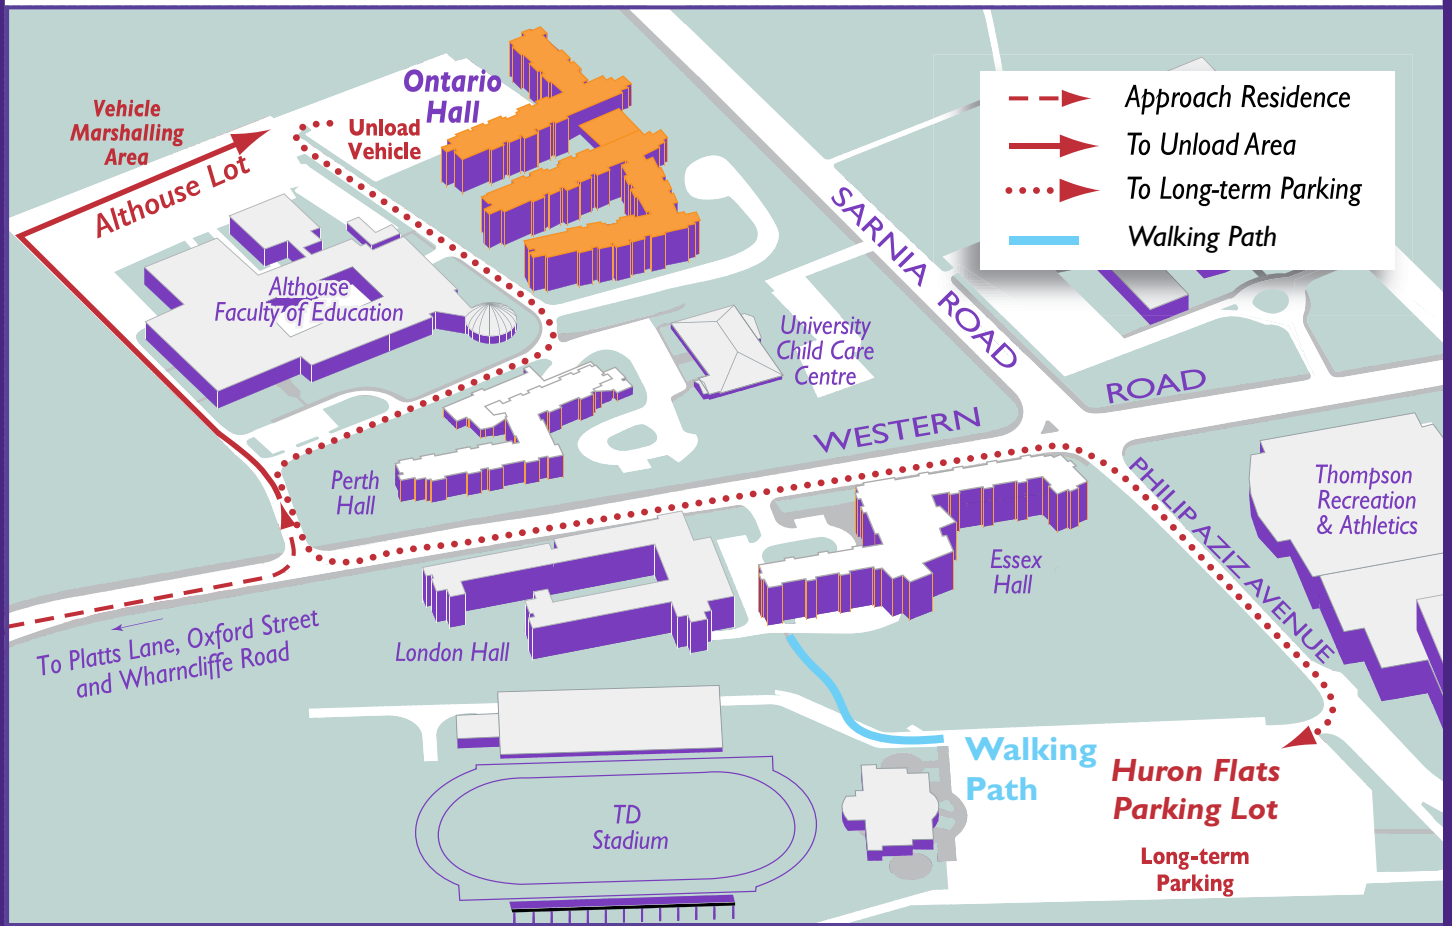 Ontario
Hall
Vehicle
Marshalling
Area
Unload
Vehicle
Althouse Lot
Approach Residence
To Unload Area
To Long-term Parking
Walking Path
SARNIA ROAD
Althouse
Faculty of Education
University
Child Care
Centre
ROAD
WESTERN
Perth
Hall
PHILIP AZIZ AVENUE
Thompson
Recreation
& Athletics
Essex
Hall
To Platts Lane, Oxford Street
and Wharncliffe Road
London Hall
Walking
Path
Huron Flats
Parking Lot
TD
Stadium
Long-term
Parking